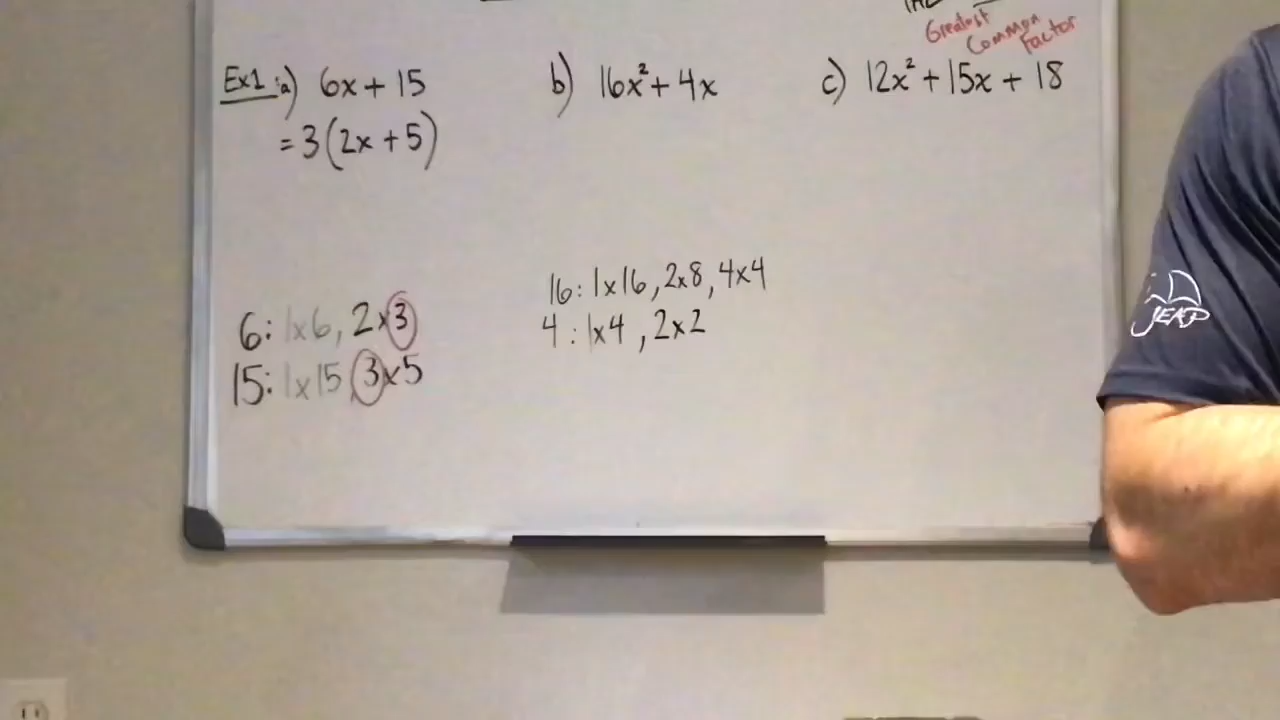 Greatest
Common
Factor
Ex1: a) 6x + 15
= 3(2x + 5)
b) 16x² + 4x
c) 12x² + 15x + 18
6: 1x6, 2x3
15: 1x15 3x5
16: 1x16, 2x8, 4x4
4: 1x4, 2x2